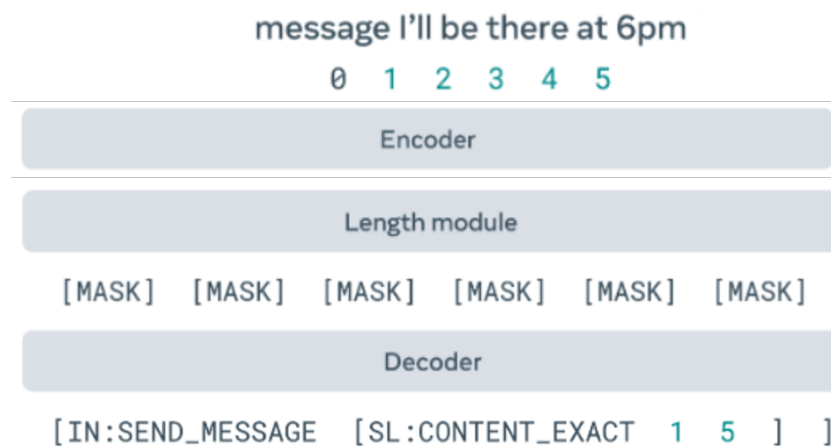 message I’ll be there at 6pm
0 1 2 3 4 5
Encoder
Length module
[MASK] [MASK] [MASK] [MASK] [MASK] [MASK]
Decoder
[IN:SEND_MESSAGE [SL:CONTENT_EXACT 1 5 ] ]